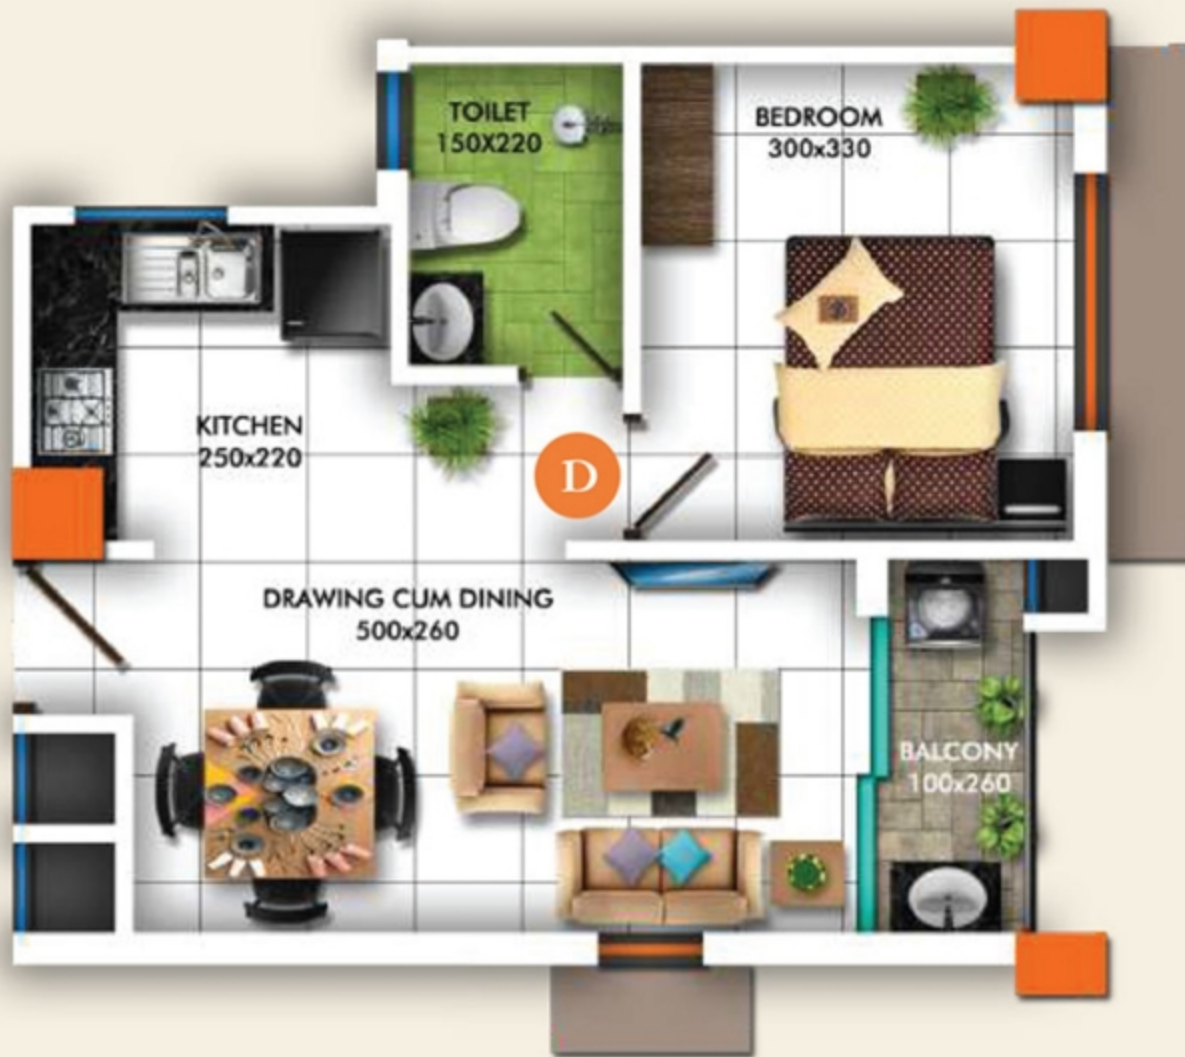 TOILET
150X220
BEDROOM
300x330
KITCHEN
250x220
D
DRAWING CUM DINING
500x260
BALCONY
100x260